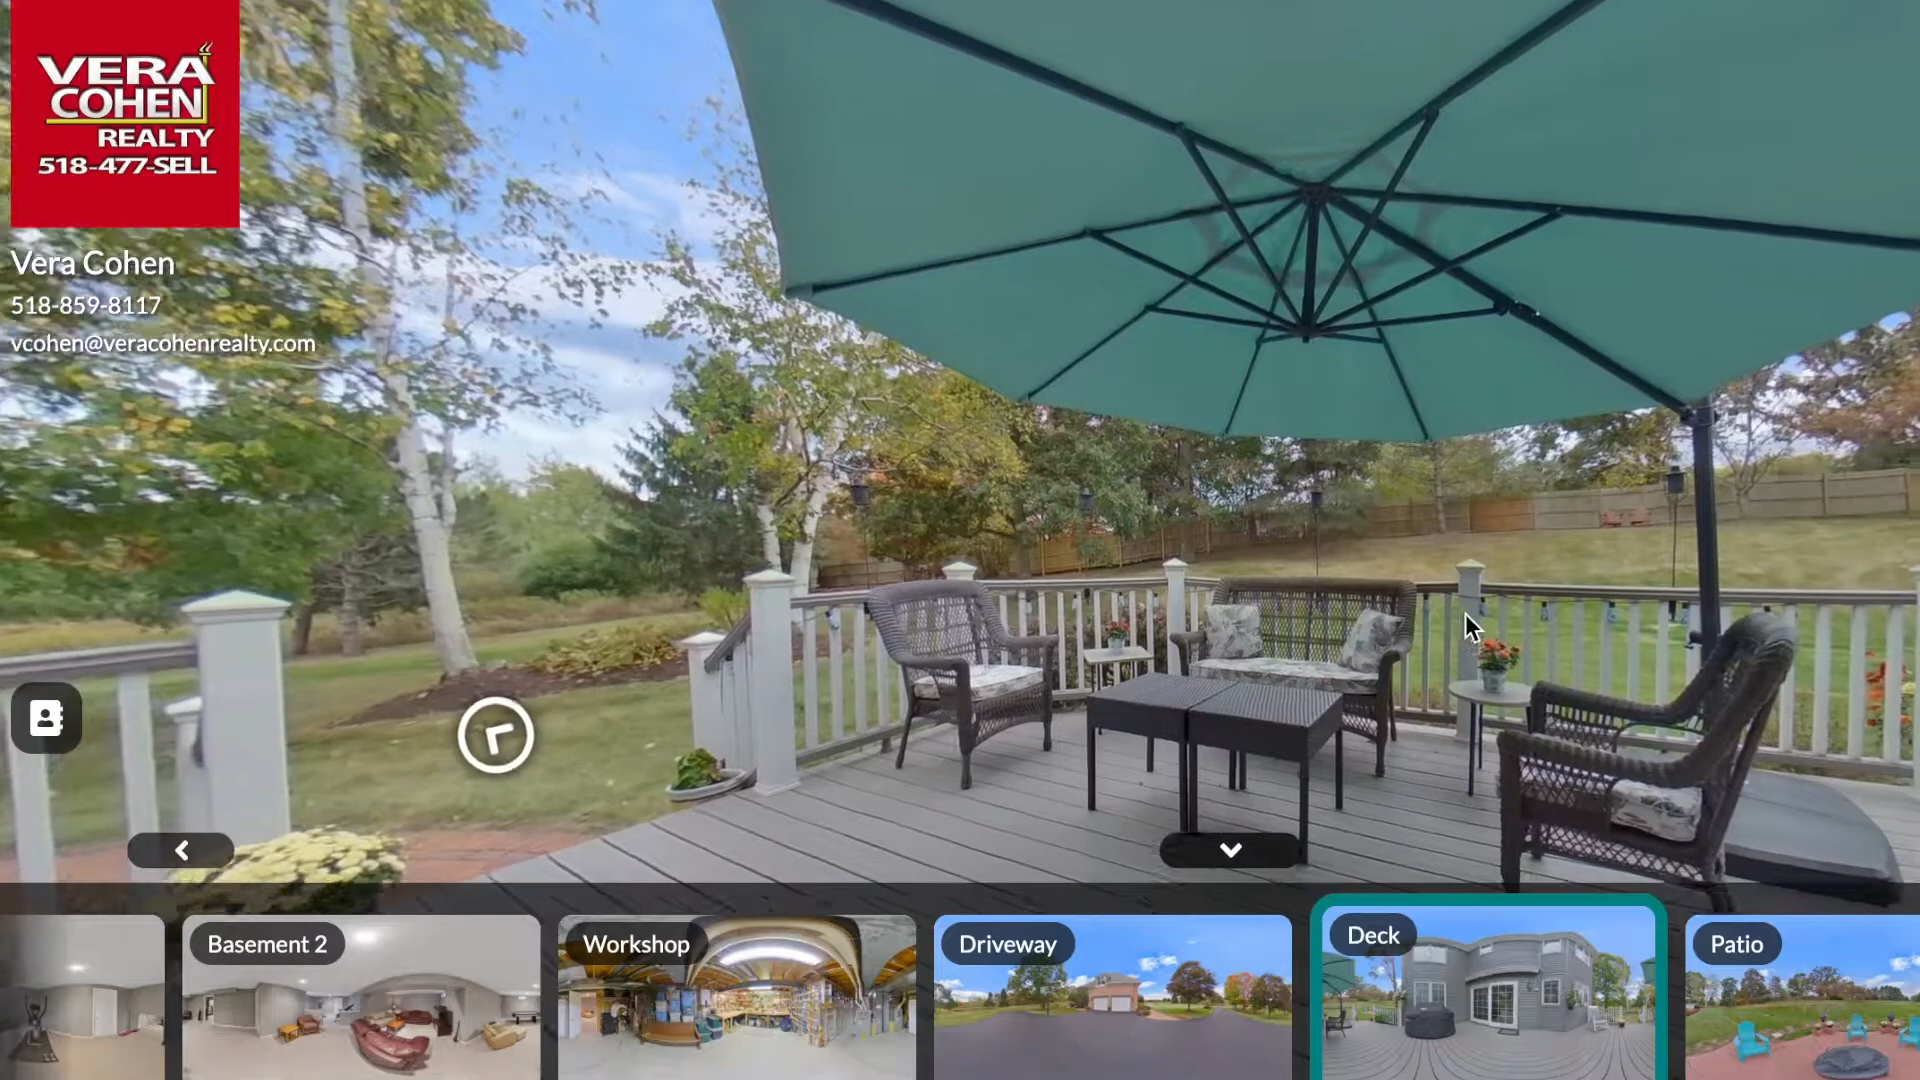 VERA
COHEN
REALTY
518-477-SELL
Vera Cohen
518-859-8117
vcohen@veracohenrealty.com
Basement 2
Workshop
Driveway
Deck
Patio